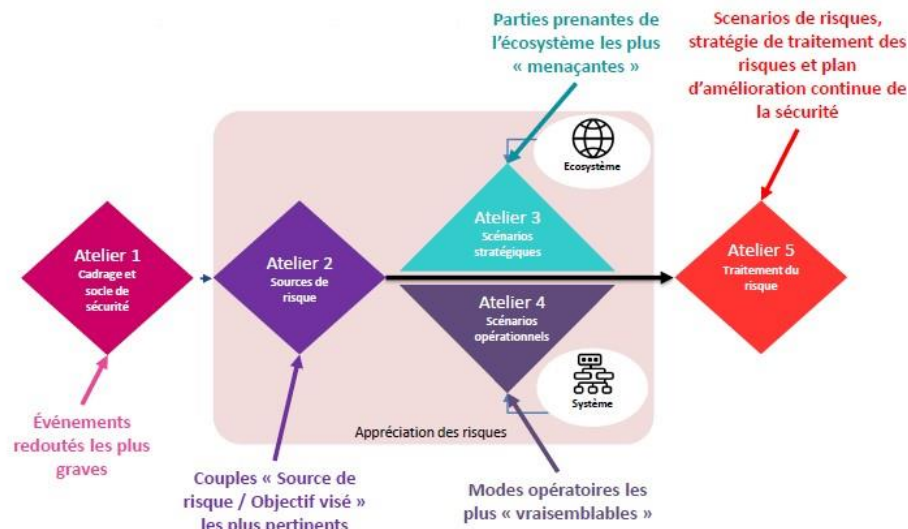 Parties prenantes de
l’écosystème les plus
« menaçantes »
Scenarios de risques,
stratégie de traitement des
risques et plan
d’amélioration continue de
la sécurité
Ecosystème
Atelier 1
Cadrage et
socle de
sécurité
Atelier 2
Sources de
risque
Atelier 3
Scénarios
stratégiques
Atelier 4
Scénarios
opérationnels
Atelier 5
Traitement du
risque
Système
Appréciation des risques
Événements
redoutés les plus
graves
Couples « Source de
risque / Objectif visé »
les plus pertinents
Modes opératoires les
plus « vraisemblables »